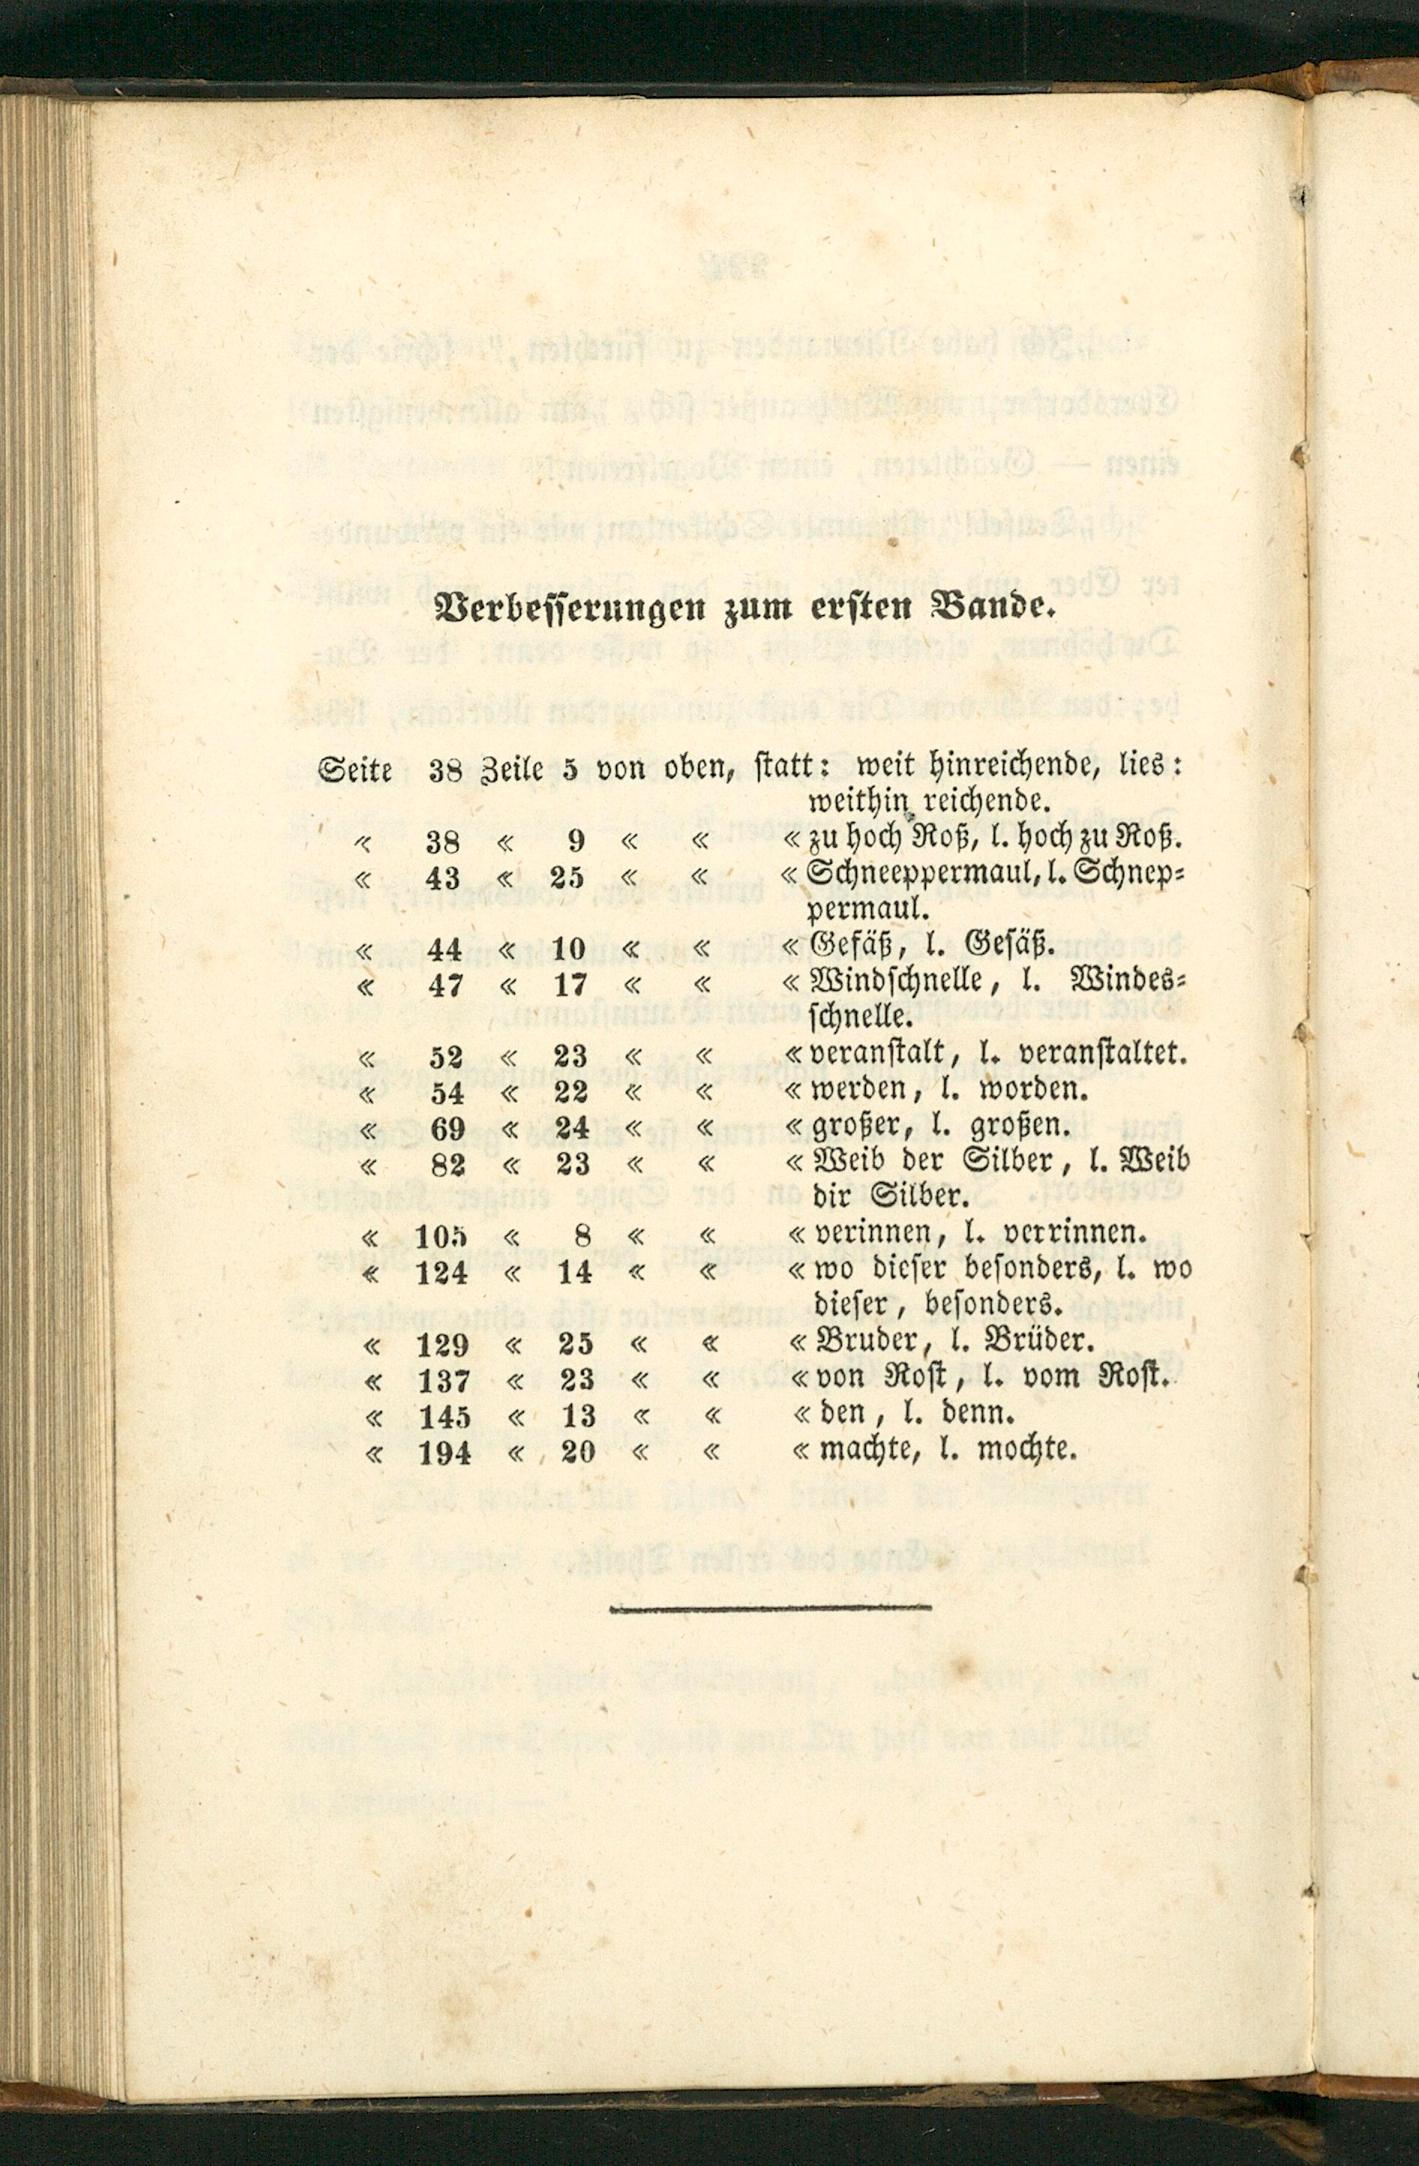 Verbesserungen zum ersten Bande.
Seite 38 Zeile 5 von oben, statt: weit hinreichende, lies:
weithin reichende.
« 38 « 9 « « « zu hoch Roß, l. hoch zu Roß.
« 43 « 25 « « « Schneeppermaul, l. Schnep-
permaul.
« 44 « 10 « « « Gefäß, l. Gesäß.
« 47 « 17 « « « Windschnelle, l. Windes-
schnelle.
« 52 « 23 « « « veranstalt, l. veranstaltet.
« 54 « 22 « « « werden, l. worden.
« 69 « 24 « « « großer, l. großen.
« 82 « 23 « « « Weib der Silber, l. Weib
dir Silber.
« 105 « 8 « « « verinnen, l. verrinnen.
« 124 « 14 « « « wo dieser besonders, l. wo
dieser, besonders.
« 129 « 25 « « « Bruder, l. Brüder.
« 137 « 23 « « « von Rost, l. vom Rost.
« 145 « 13 « « « den, l. denn.
« 194 « 20 « « « machte, l. mochte.